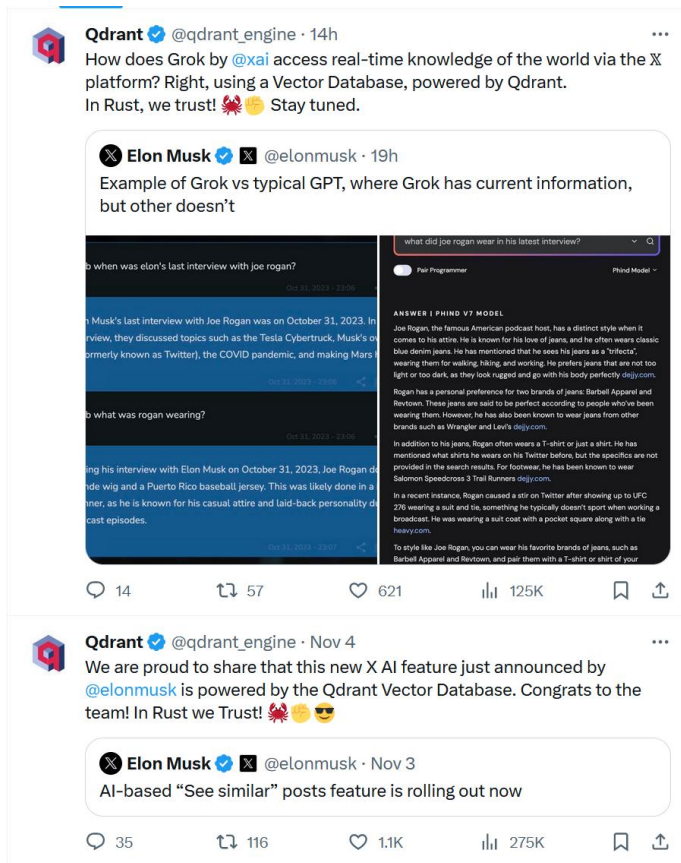 Qdrant @qdrant_engine · 14h
How does Grok by @xai access real-time knowledge of the world via the 𝕏
platform? Right, using a Vector Database, powered by Qdrant.
In Rust, we trust! 🦀✊ Stay tuned.
Elon Musk @elonmusk · 19h
Example of Grok vs typical GPT, where Grok has current information,
but other doesn’t
b when was elon's last interview with joe rogan?
Oct 31, 2023 - 23:06
Musk's last interview with Joe Rogan was on October 31, 2023. In
rview, they discussed topics such as the Tesla Cybertruck, Musk's ov
ormerly known as Twitter), the COVID pandemic, and making Mars
Oct 31, 2023 - 23:06
b what was rogan wearing?
Oct 31, 2023 - 23:06
ing his interview with Elon Musk on October 31, 2023, Joe Rogan do
nde wig and a Puerto Rico baseball jersey. This was likely done in a
ner, as he is known for his casual attire and laid-back personality du
cast episodes.
Oct 31, 2023 - 23:07
what did joe rogan wear in his latest interview?
Pair Programmer
Phind Model
ANSWER | PHIND V7 MODEL
Joe Rogan, the famous American podcast host, has a distinct style when it
comes to his attire. He is known for his love of jeans, and he often wears classic
blue denim jeans. He has mentioned that he sees his jeans as a "trifecta",
wearing them for walking, hiking, and working. He prefers jeans that are not too
light or too dark, as they look rugged and go with his body perfectly dejjy.com.
Rogan has a personal preference for two brands of jeans: Barbell Apparel and
Revtown. These jeans are said to be perfect according to people who've been
wearing them. However, he has also been known to wear jeans from other
brands such as Wrangler and Levi's dejjy.com.
In addition to his jeans, Rogan often wears a T-shirt or just a shirt. He has
mentioned what shirts he wears on his Twitter before, but the specifics are not
provided in the search results. For footwear, he has been known to wear
Salomon Speedcross 3 Trail Runners dejjy.com.
In a recent instance, Rogan caused a stir on Twitter after showing up to UFC
276 wearing a suit and tie, something he typically doesn't sport when working a
broadcast. He was wearing a suit coat with a pocket square along with a tie
heavy.com.
To style like Joe Rogan, you can wear his favorite brands of jeans, such as
Barbell Apparel and Revtown, and pair them with a T-shirt or shirt of your
14 57 621 125K
Qdrant @qdrant_engine · Nov 4
We are proud to share that this new X AI feature just announced by
@elonmusk is powered by the Qdrant Vector Database. Congrats to the
team! In Rust we Trust! 🦀✊😎
Elon Musk @elonmusk · Nov 3
AI-based “See similar” posts feature is rolling out now
35 116 1.1K 275K